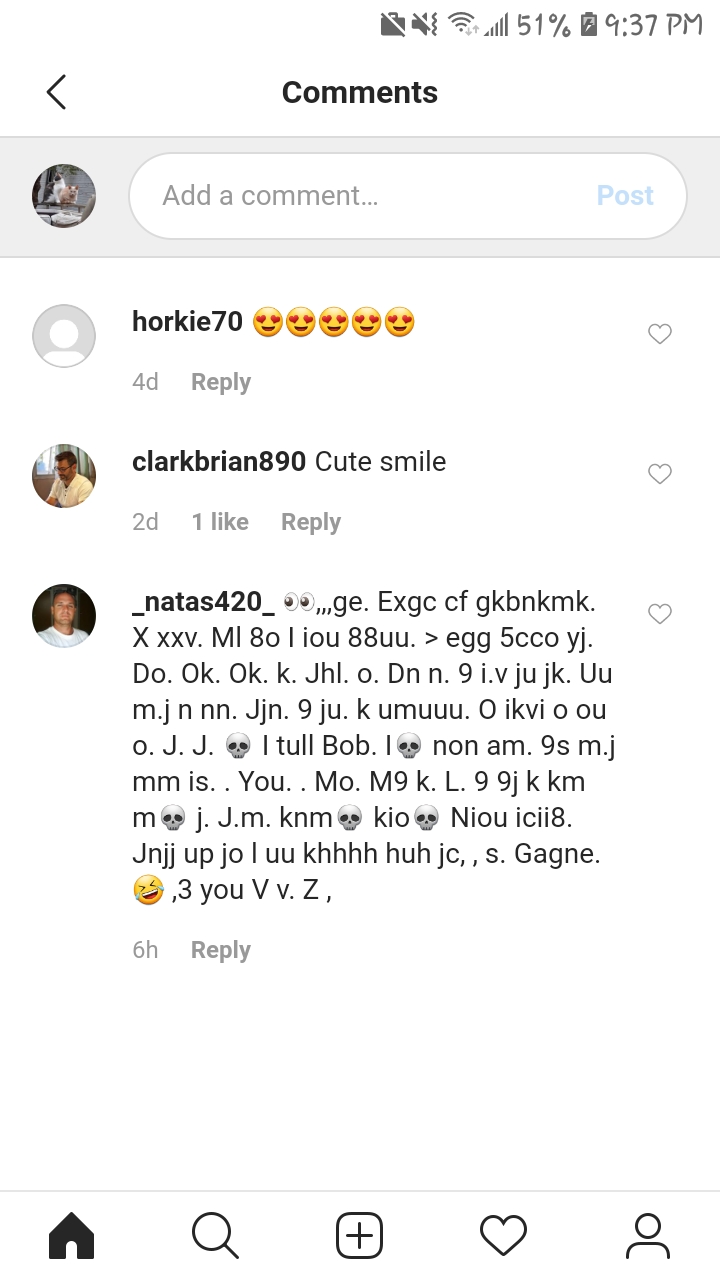 51% 9:37 PM
Comments
Add a comment... Post
horkie70 😍😍😍😍😍
4d Reply
clarkbrian890 Cute smile
2d 1 like Reply
_natas420_ 👀,,,ge. Exgc cf gkbnkmk.
X xxv. Ml 8o I iou 88uu. > egg 5cco yj.
Do. Ok. Ok. k. Jhl. o. Dn n. 9 i.v ju jk. Uu
m.j n nn. Jjn. 9 ju. k umuuu. O ikvi o ou
o. J. J. 💀 I tull Bob. I💀 non am. 9s m.j
mm is. . You. . Mo. M9 k. L. 9 9j k km
m💀 j. J.m. knm💀 kio💀 Niou icii8.
Jnjj up jo l uu khhhh huh jc, , s. Gagne.
🤣 ,3 you V v. Z ,
6h Reply